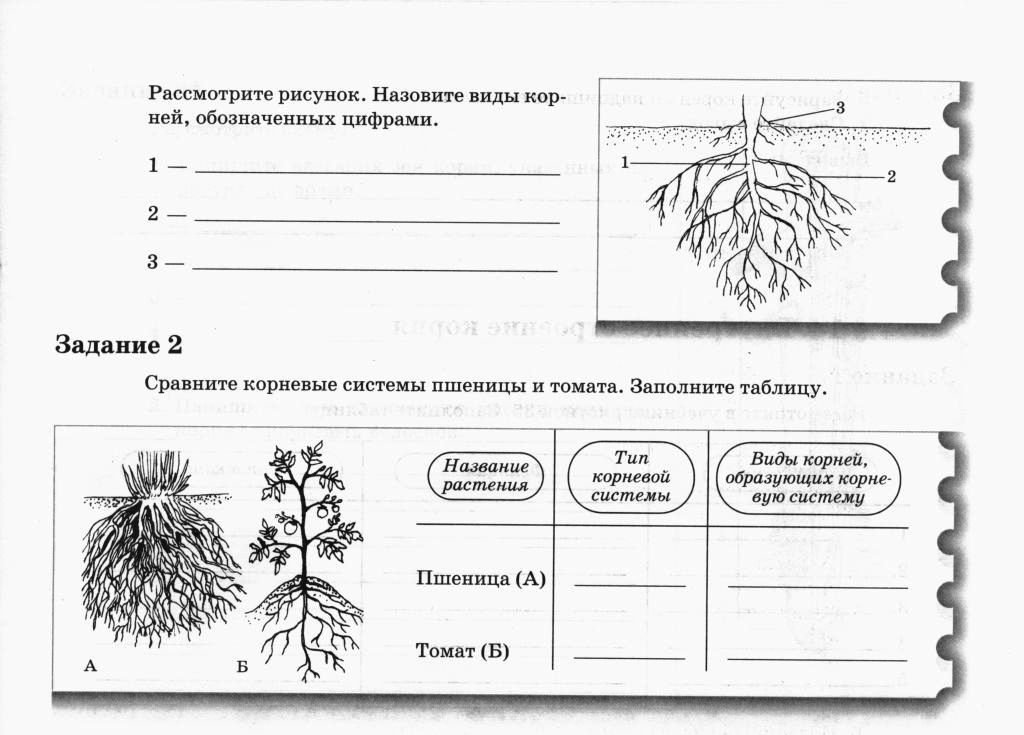 Рассмотрите рисунок. Назовите виды кор-
ней, обозначенных цифрами.
1 —
2 —
3 —
3
1
2
Задание 2
Сравните корневые системы пшеницы и томата. Заполните таблицу.
Название
растения
Тип
корневой
системы
Виды корней,
образующих корне-
вую систему
Пшеница (А)
Томат (Б)
А
Б